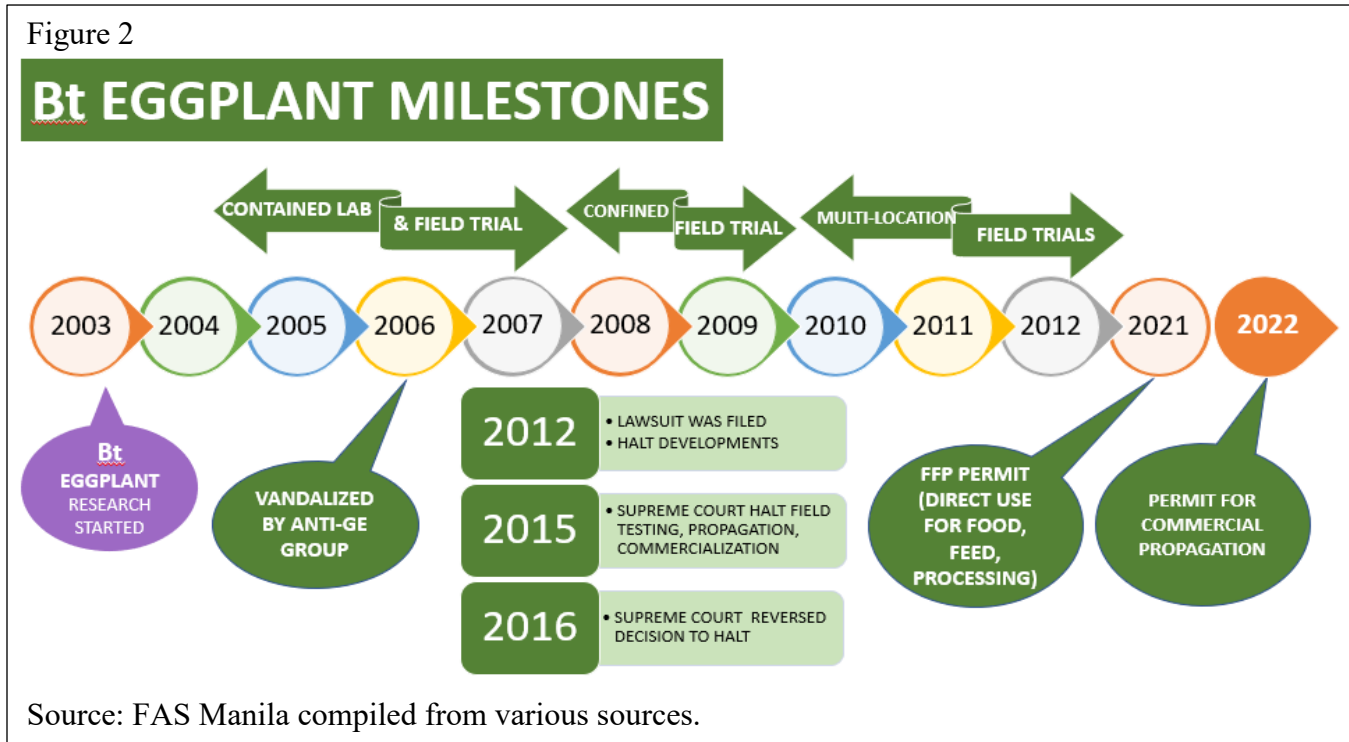 Figure 2
Bt EGGPLANT MILESTONES
CONTAINED LAB
& FIELD TRIAL
CONFINED
FIELD TRIAL
MULTI-LOCATION
FIELD TRIALS
2003
2004
2005
2006
2007
2008
2009
2010
2011
2012
2021
2022
Bt
EGGPLANT
RESEARCH
STARTED
VANDALIZED
BY ANTI-GE
GROUP
2012
• LAWSUIT WAS FILED
• HALT DEVELOPMENTS
2015
• SUPREME COURT HALT FIELD
TESTING, PROPAGATION,
COMMERCIALIZATION
2016
• SUPREME COURT REVERSED
DECISION TO HALT
FFP PERMIT
(DIRECT USE
FOR FOOD,
FEED,
PROCESSING)
PERMIT FOR
COMMERCIAL
PROPAGATION
Source: FAS Manila compiled from various sources.